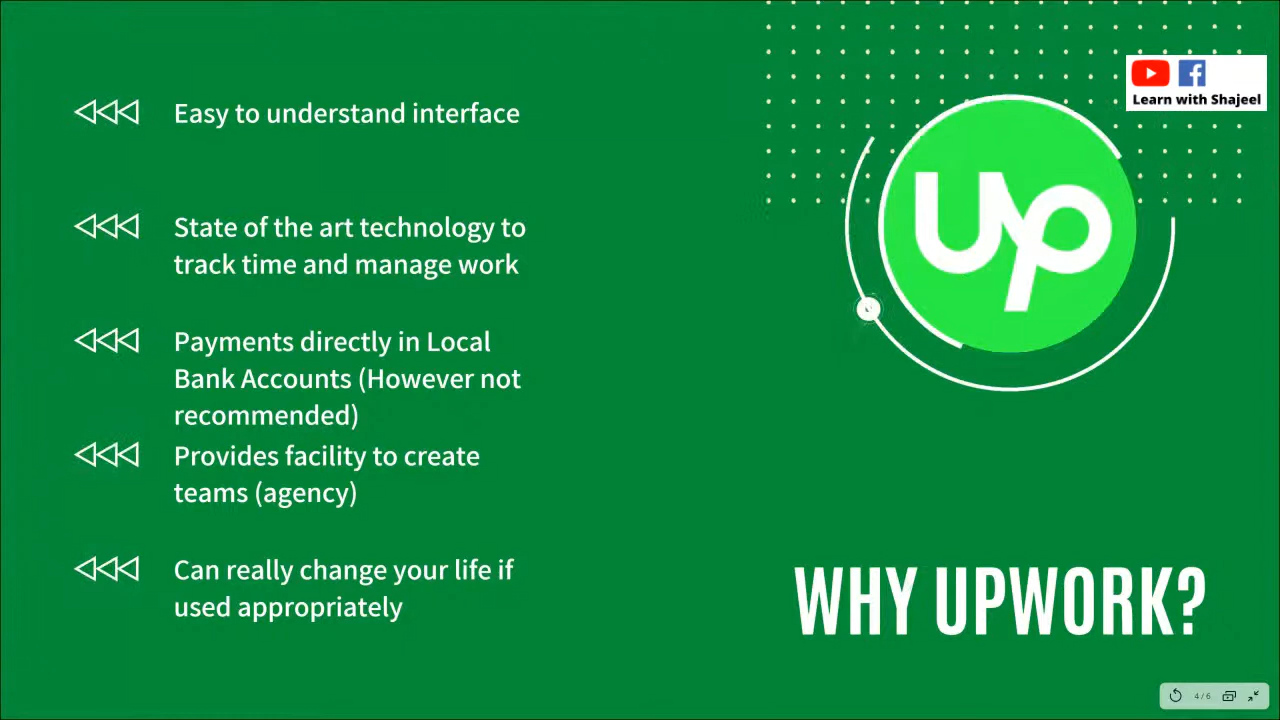 Easy to understand interface
State of the art technology to
track time and manage work
Payments directly in Local
Bank Accounts (However not
recommended)
Provides facility to create
teams (agency)
Can really change your life if
used appropriately
Learn with Shajeel
up
WHY UPWORK?
4 / 6